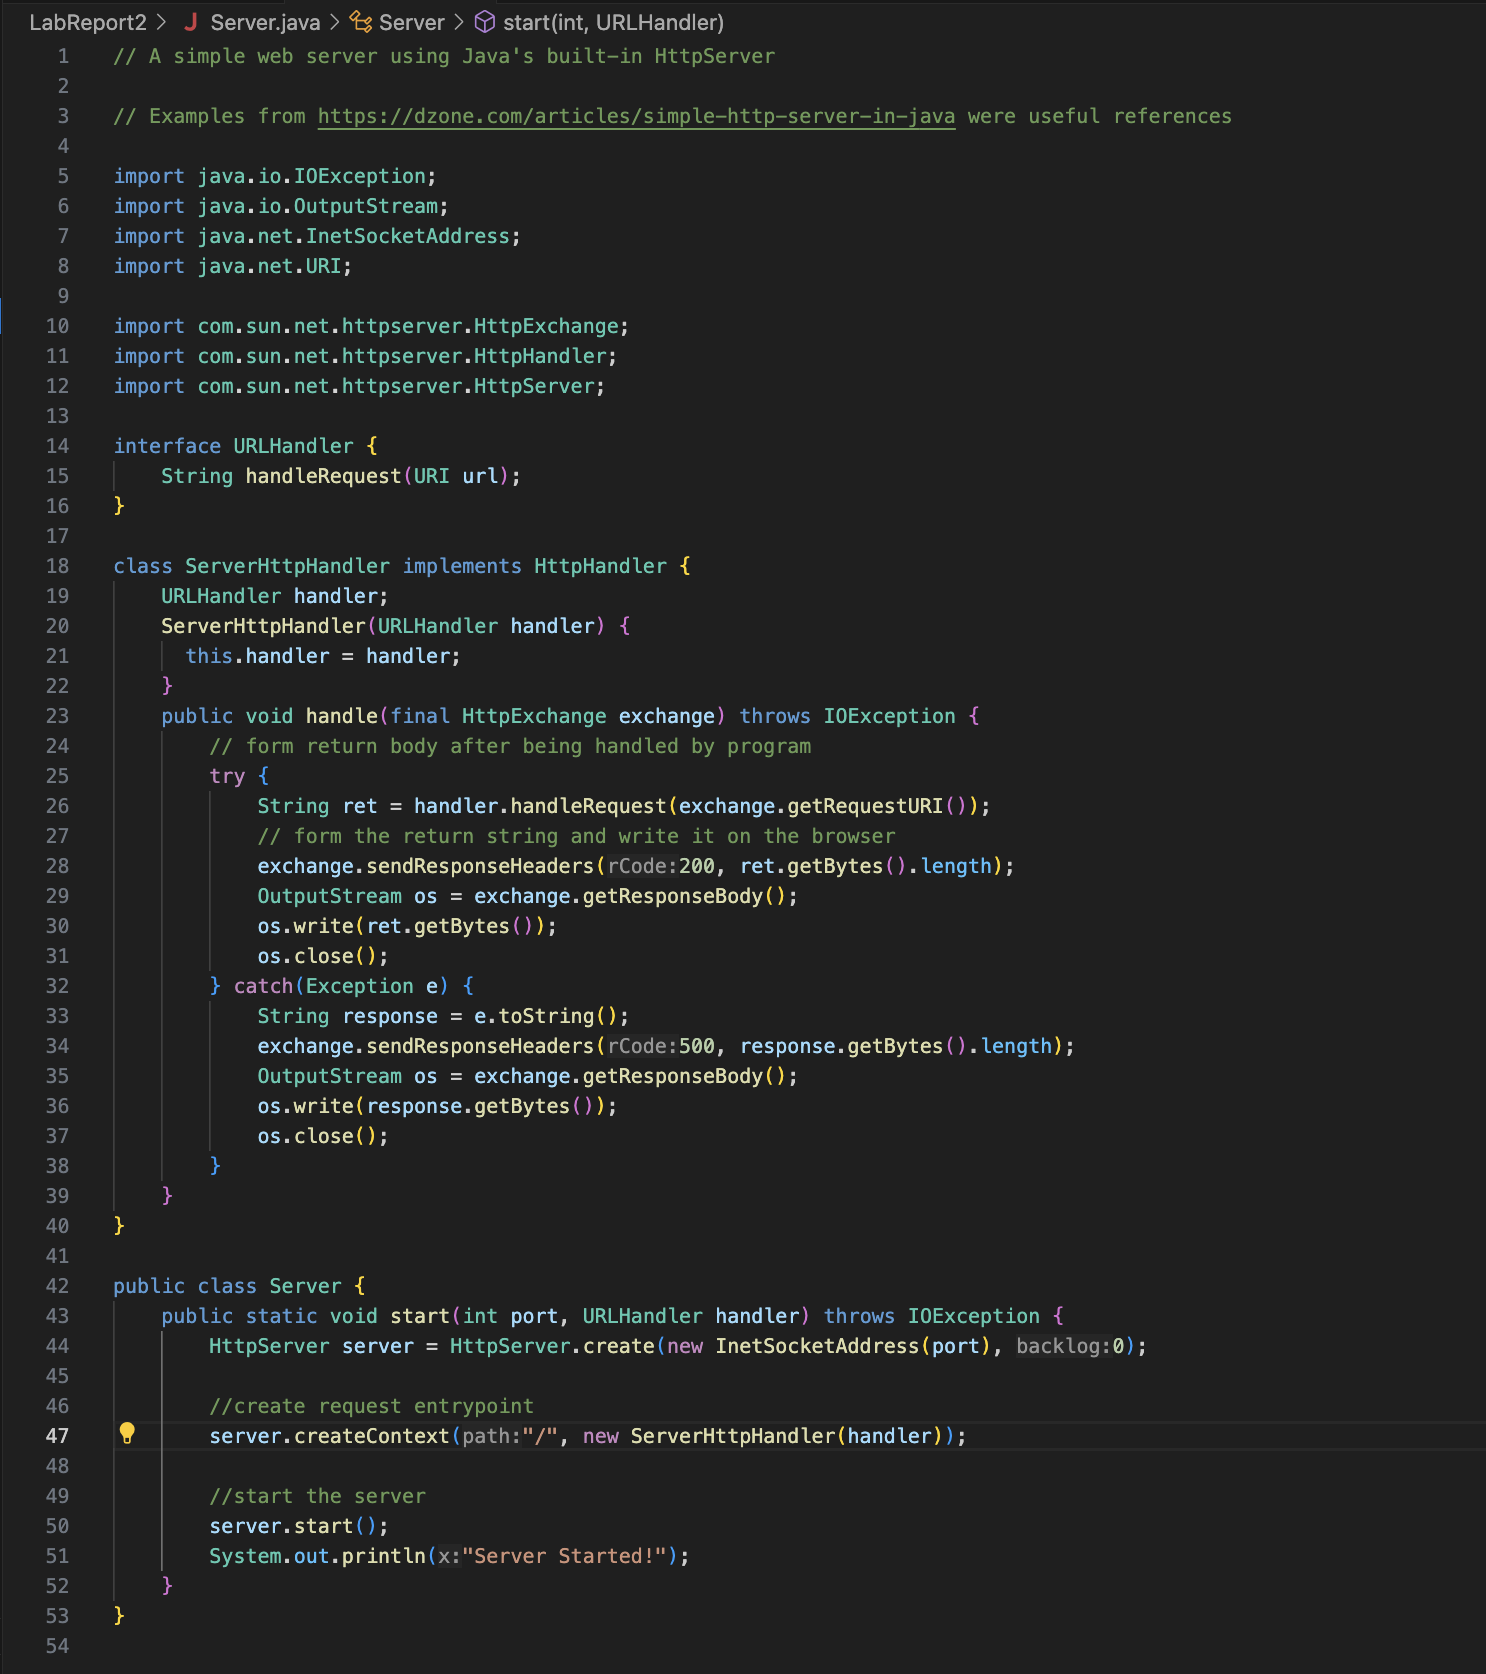 LabReport2 > J Server.java > Server > start(int, URLHandler)
1 // A simple web server using Java's built-in HttpServer
2
3 // Examples from https://dzone.com/articles/simple-http-server-in-java were useful references
4
5 import java.io.IOException;
6 import java.io.OutputStream;
7 import java.net.InetSocketAddress;
8 import java.net.URI;
9
10 import com.sun.net.httpserver.HttpExchange;
11 import com.sun.net.httpserver.HttpHandler;
12 import com.sun.net.httpserver.HttpServer;
13
14 interface URLHandler {
15     String handleRequest(URI url);
16 }
17
18 class ServerHttpHandler implements HttpHandler {
19     URLHandler handler;
20     ServerHttpHandler(URLHandler handler) {
21       this.handler = handler;
22     }
23     public void handle(final HttpExchange exchange) throws IOException {
24         // form return body after being handled by program
25         try {
26             String ret = handler.handleRequest(exchange.getRequestURI());
27             // form the return string and write it on the browser
28             exchange.sendResponseHeaders(rCode:200, ret.getBytes().length);
29             OutputStream os = exchange.getResponseBody();
30             os.write(ret.getBytes());
31             os.close();
32         } catch(Exception e) {
33             String response = e.toString();
34             exchange.sendResponseHeaders(rCode:500, response.getBytes().length);
35             OutputStream os = exchange.getResponseBody();
36             os.write(response.getBytes());
37             os.close();
38         }
39     }
40 }
41
42 public class Server {
43     public static void start(int port, URLHandler handler) throws IOException {
44         HttpServer server = HttpServer.create(new InetSocketAddress(port), backlog:0);
45
46         //create request entrypoint
47         server.createContext(path:"/", new ServerHttpHandler(handler));
48
49         //start the server
50         server.start();
51         System.out.println(x:"Server Started!");
52     }
53 }
54